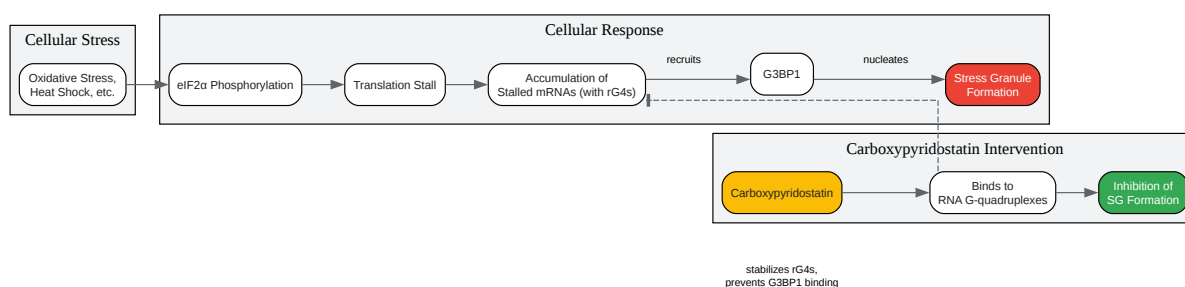 Cellular Stress
Oxidative Stress,
Heat Shock, etc.
Cellular Response
eIF2α Phosphorylation
Translation Stall
Accumulation of
Stalled mRNAs (with rG4s)
recruits
G3BP1
nucleates
Stress Granule
Formation
Carboxypyridostatin Intervention
Carboxypyridostatin
Binds to
RNA G-quadruplexes
Inhibition of
SG Formation
stabilizes rG4s,
prevents G3BP1 binding